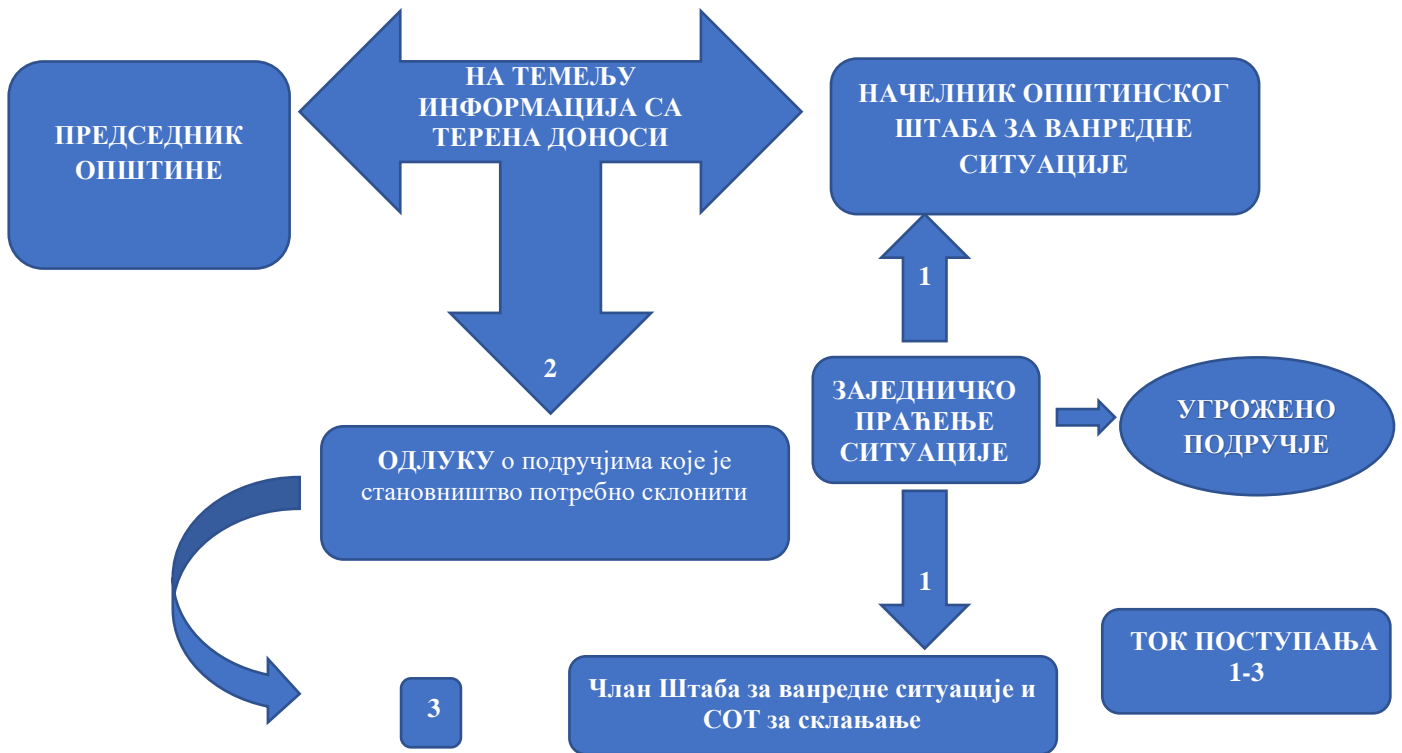 ПРЕДСЕДНИК
ОПШТИНЕ
НА ТЕМЕЉУ
ИНФОРМАЦИЈА СА
ТЕРЕНА ДОНОСИ
НАЧЕЛНИК ОПШТИНСКОГ
ШТАБА ЗА ВАНРЕДНЕ
СИТУАЦИЈЕ
1
2
ЗАЈЕДНИЧКО
ПРАЋЕЊЕ
СИТУАЦИЈЕ
УГРОЖЕНО
ПОДРУЧЈЕ
ОДЛУКУ о подручјима које је
становништво потребно склонити
1
ТОК ПОСТУПАЊА
1-3
3
Члан Штаба за ванредне ситуације и
СОТ за склањање